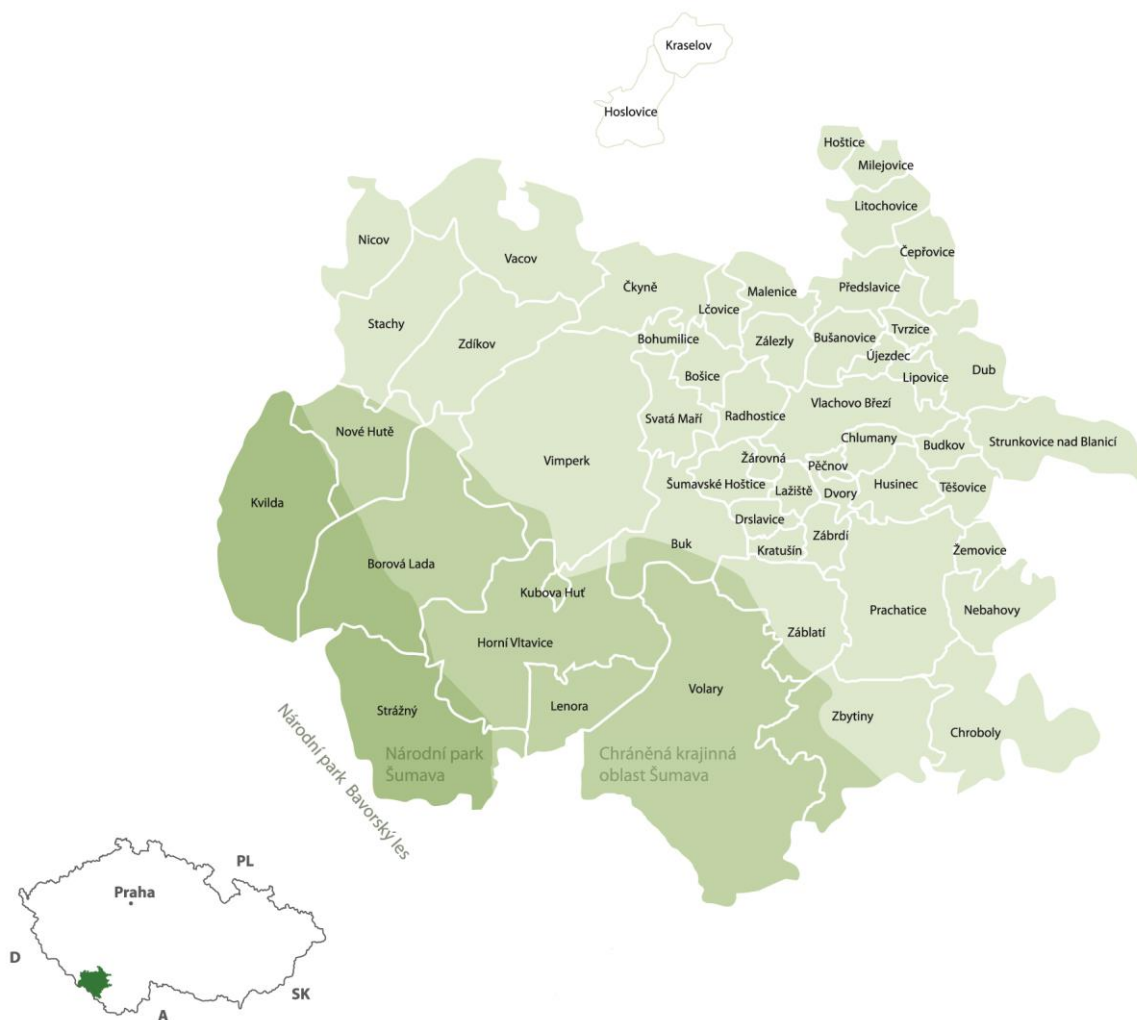 Kraselov
Hoslovice
Hoštice
Milejovice
Litochovice
Nicov
Čepřovice
Vacov
Čkyně
Malenice
Předslavice
Lčovice
Stachy
Zdíkov
Bohumilice
Zálezly
Bušanovice
Tvrzice
Újezdec
Bošice
Lipovice
Dub
Vlachovo Březí
Svatá Maří
Radhostice
Nové Hutě
Chlumany
Budkov
Strunkovice nad Blanicí
Vimperk
Žárovná
Pěčnov
Šumavské Hoštice
Lažiště
Dvory
Husinec
Těšovice
Kvilda
Drslavice
Zábrdí
Buk
Kratušín
Žemovice
Borová Lada
Kubova Huť
Prachatice
Nebahovy
Záblatí
Horní Vltavice
Volary
Lenora
Strážný
Zbytiny
Chroboly
Národní park
Šumava
Chráněná krajinná
oblast Šumava
Národní park Bavorský les
PL
Praha
D
SK
A